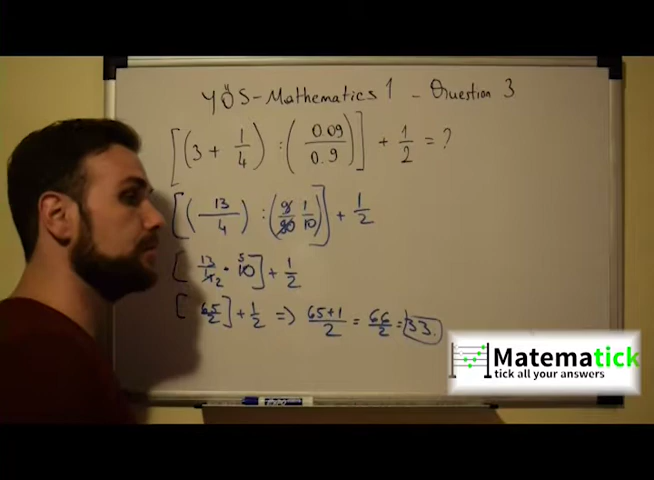 YÖS-Mathematics 1 - Question 3
[(3 + 1/4) : (0.09/0.9)] + 1/2 = ?
[(13/4) : (9/90 1/10)] + 1/2
[13/4 2 · 5 10] + 1/2
[65/2] + 1/2 => 65+1/2 = 66/2 = 33.
Matematick
tick all your answers